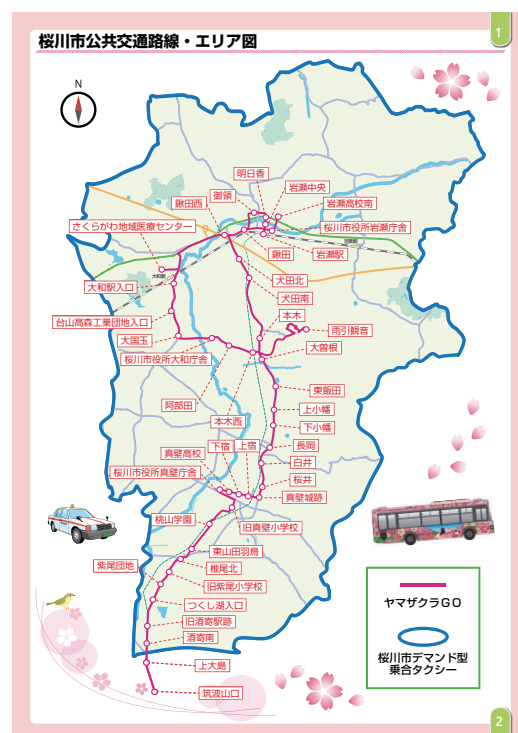 1
桜川市公共交通路線・エリア図
N
明日香
岩瀬中央
御領
鍬田西
岩瀬高校南
さくらがわ地域医療センター
桜川市役所岩瀬庁舎
羽黒駅
鍬田
岩瀬駅
大和駅
犬田北
大和駅入口
犬田南
本木
台山高森工業団地入口
雨引観音
大国玉
大曽根
桜川市役所大和庁舎
東飯田
阿部田
上小幡
本木西
下小幡
下宿
上宿
長岡
真壁高校
白井
桜川市役所真壁庁舎
桜井
真壁城跡
桃山学園
旧真壁小学校
東山田羽鳥
紫尾団地
椎尾北
旧紫尾小学校
つくし湖入口
旧酒寄駅跡
酒寄南
上大島
筑波山口
ヤマザクラGO
桜川市デマンド型
乗合タクシー
2